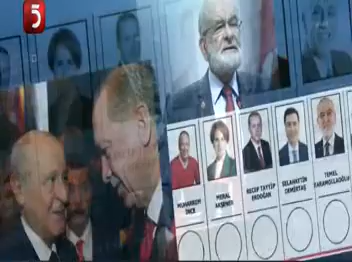 5
MUHARREM
İNCE
MERAL
AKŞENER
RECEP TAYYİP
ERDOĞAN
SELAHATTİN
DEMİRTAŞ
TEMEL
KARAMOLLAOĞLU